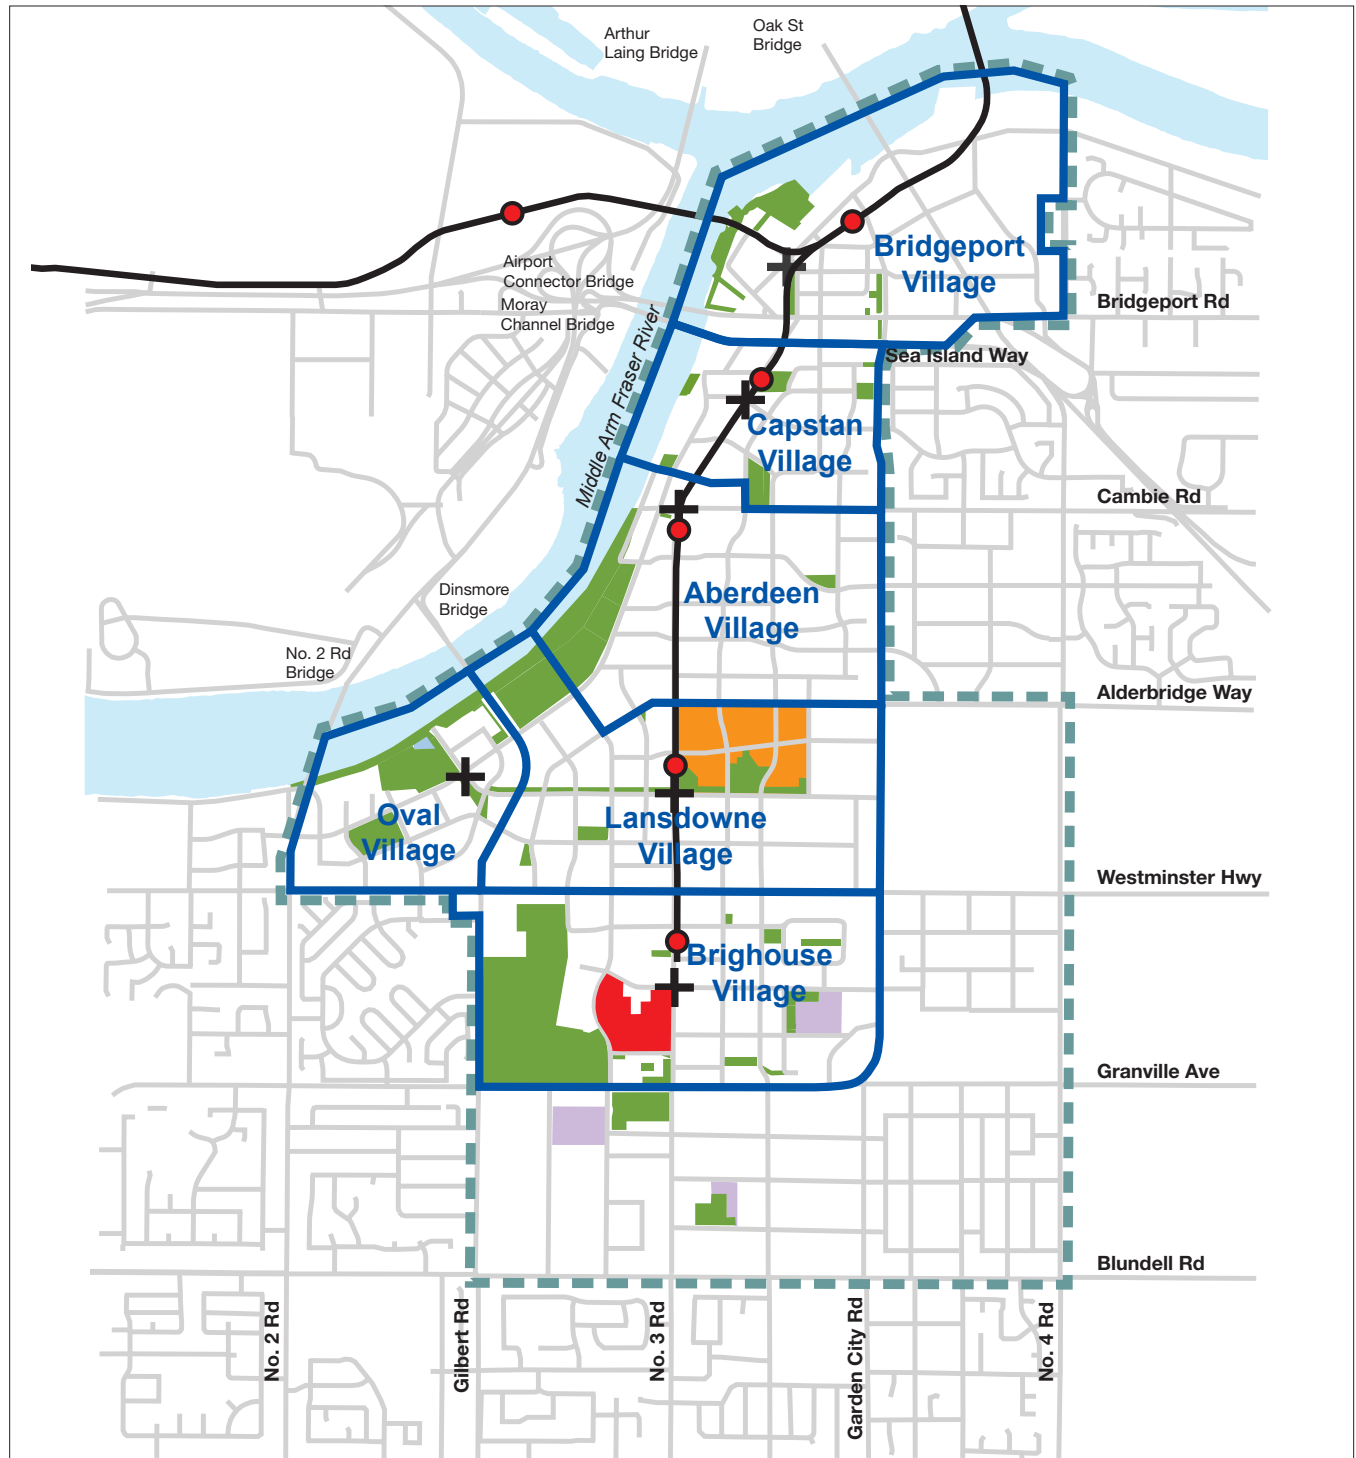 Arthur
Laing Bridge
Oak St
Bridge
Airport
Connector Bridge
Moray
Channel Bridge
Bridgeport
Village
Bridgeport Rd
Middle Arm Fraser River
Sea Island Way
Capstan
Village
Cambie Rd
Dinsmore
Bridge
Aberdeen
Village
No. 2 Rd
Bridge
Alderbridge Way
Oval
Village
Lansdowne
Village
Westminster Hwy
Brighouse
Village
Granville Ave
Blundell Rd
No. 2 Rd
Gilbert Rd
No. 3 Rd
Garden City Rd
No. 4 Rd